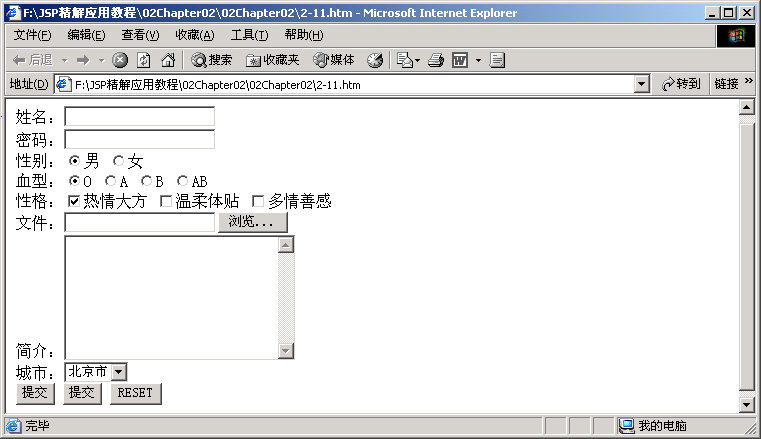 F:\JSP精解应用教程\02Chapter02\02Chapter02\2-11.htm - Microsoft Internet Explorer
文件(F) 编辑(E) 查看(V) 收藏(A) 工具(T) 帮助(H)
后退 搜索 收藏夹 媒体
地址(D) F:\JSP精解应用教程\02Chapter02\02Chapter02\2-11.htm 转到 链接 »
姓名：
密码：
性别： 男 女
血型： O A B AB
性格： 热情大方 温柔体贴 多情善感
文件： 浏览...
简介：
城市： 北京市
提交 提交 RESET
完毕 我的电脑